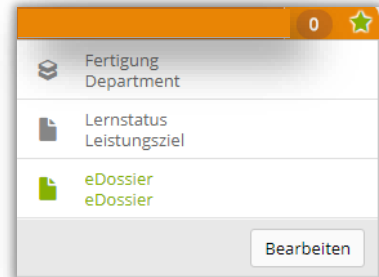 0
Fertigung
Department
Lernstatus
Leistungsziel
eDossier
eDossier
Bearbeiten